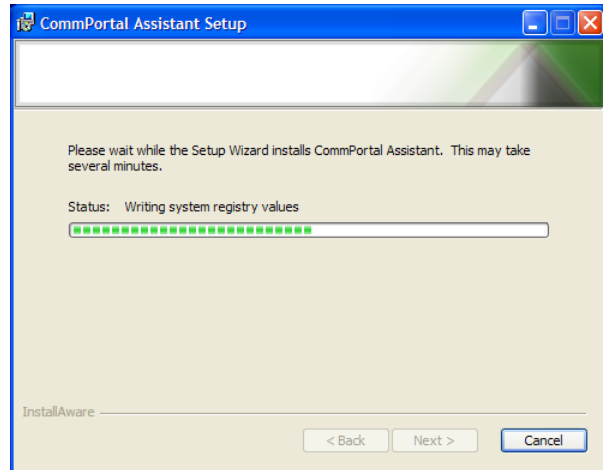 CommPortal Assistant Setup
Please wait while the Setup Wizard installs CommPortal Assistant.  This may take
several minutes.
Status:   Writing system registry values
InstallAware
< Back   Next >   Cancel